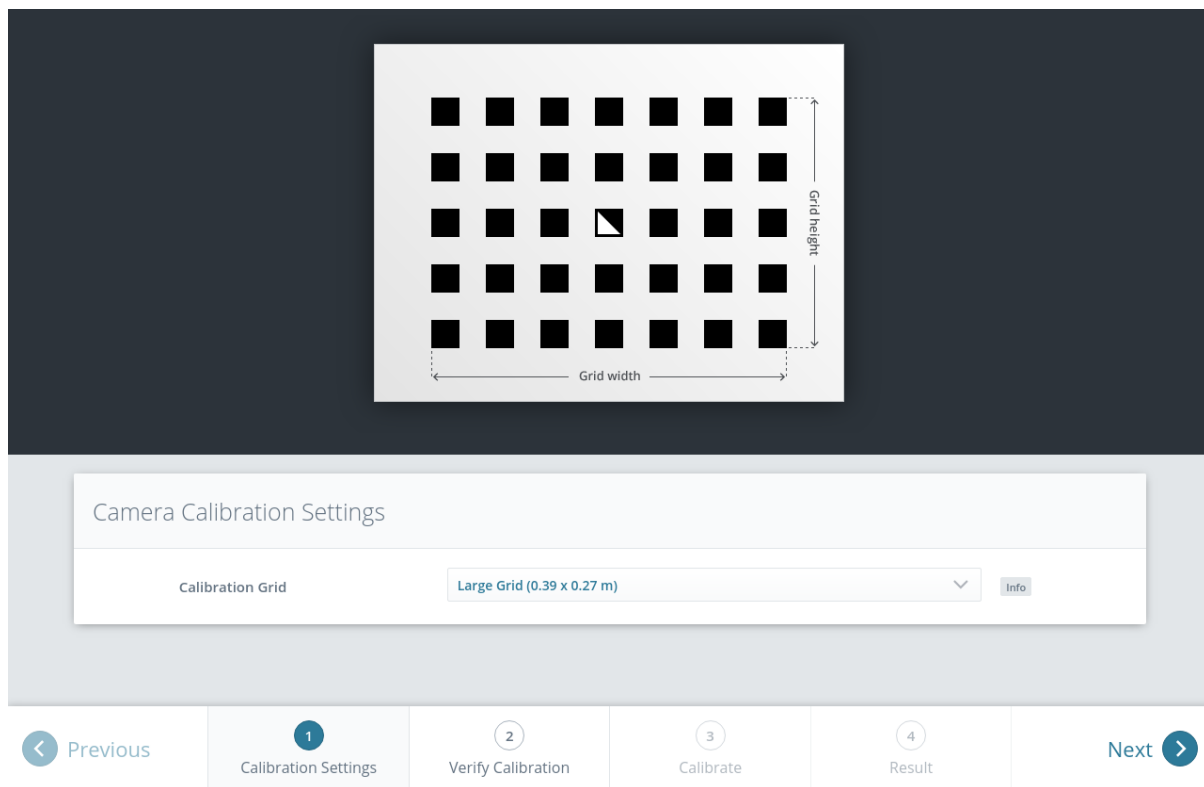 Grid height
Grid width
Camera Calibration Settings
Calibration Grid
Large Grid (0.39 x 0.27 m)
Info
Previous
1
Calibration Settings
2
Verify Calibration
3
Calibrate
4
Result
Next